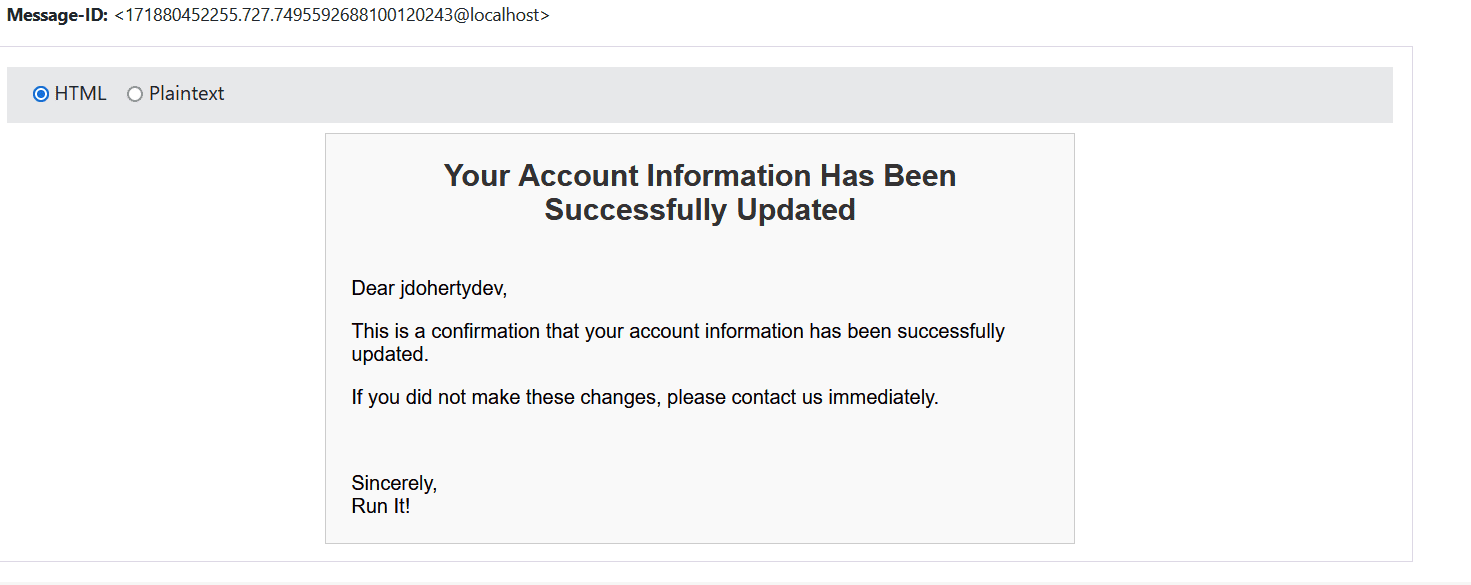 Message-ID: <171880452255.727.7495592688100120243@localhost>
HTML Plaintext
Your Account Information Has Been
Successfully Updated
Dear jdohertydev,
This is a confirmation that your account information has been successfully
updated.
If you did not make these changes, please contact us immediately.
Sincerely,
Run It!